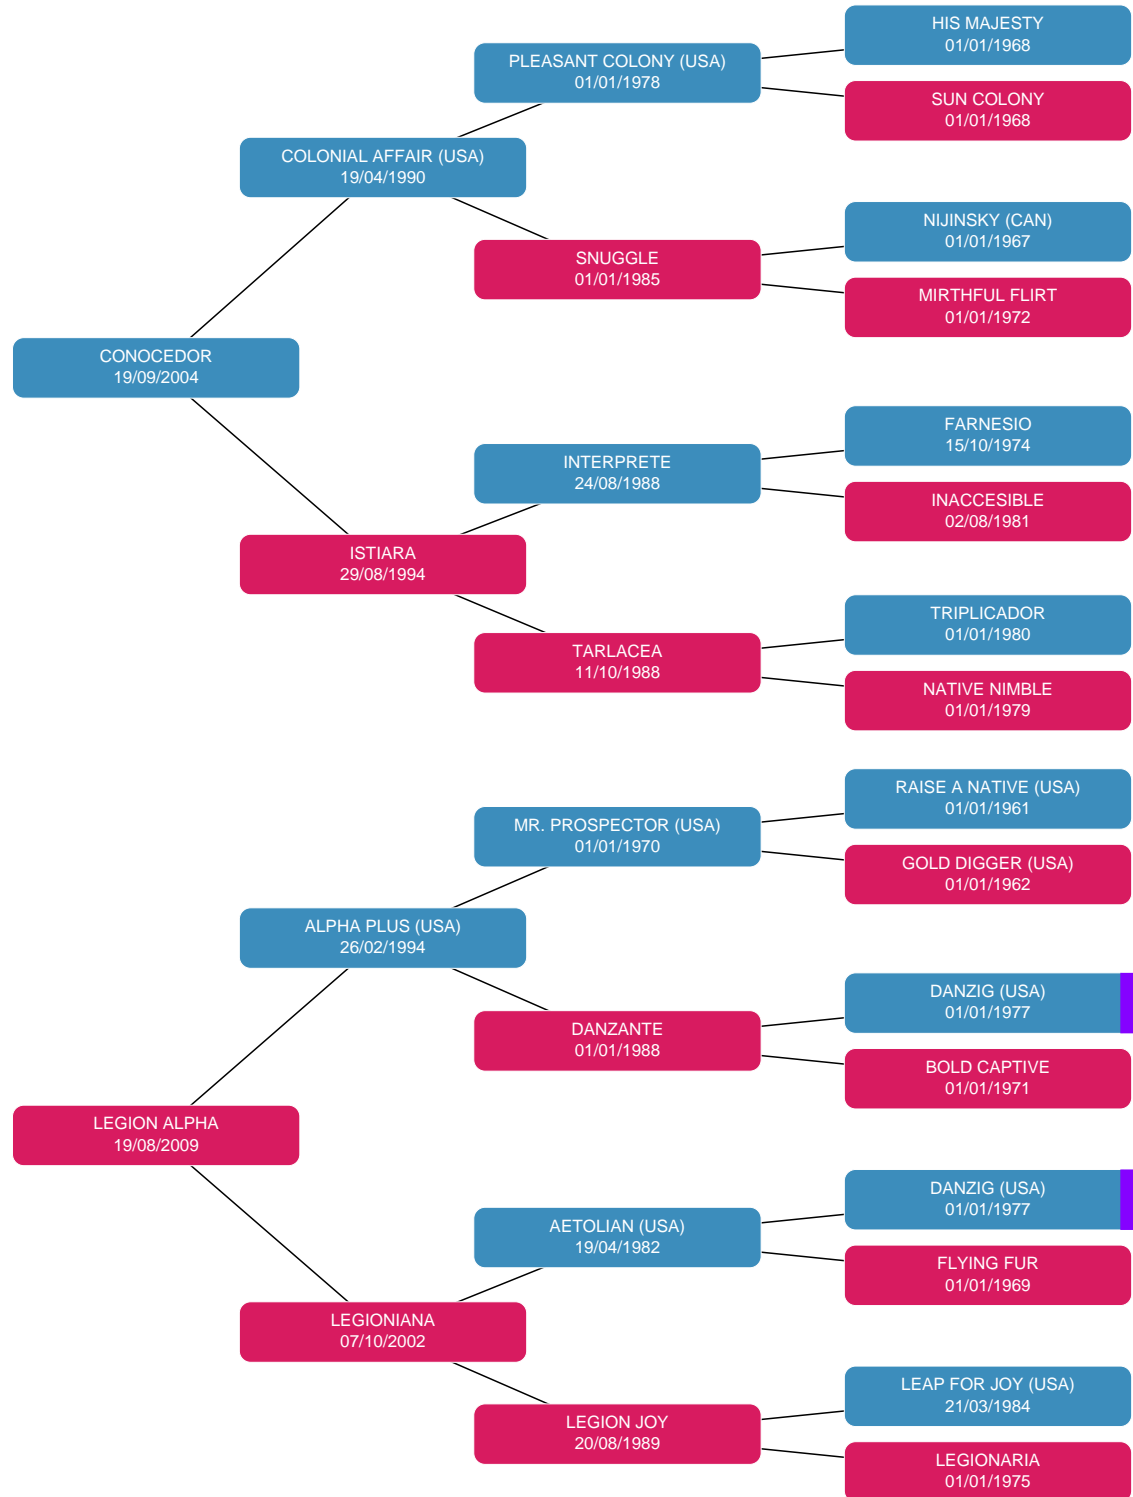 HIS MAJESTY
01/01/1968
PLEASANT COLONY (USA)
01/01/1978
SUN COLONY
01/01/1968
COLONIAL AFFAIR (USA)
19/04/1990
NIJINSKY (CAN)
01/01/1967
SNUGGLE
01/01/1985
MIRTHFUL FLIRT
01/01/1972
CONOCEDOR
19/09/2004
FARNESIO
15/10/1974
INTERPRETE
24/08/1988
INACCESIBLE
02/08/1981
ISTIARA
29/08/1994
TRIPLICADOR
01/01/1980
TARLACEA
11/10/1988
NATIVE NIMBLE
01/01/1979
RAISE A NATIVE (USA)
01/01/1961
MR. PROSPECTOR (USA)
01/01/1970
GOLD DIGGER (USA)
01/01/1962
ALPHA PLUS (USA)
26/02/1994
DANZIG (USA)
01/01/1977
DANZANTE
01/01/1988
BOLD CAPTIVE
01/01/1971
LEGION ALPHA
19/08/2009
DANZIG (USA)
01/01/1977
AETOLIAN (USA)
19/04/1982
FLYING FUR
01/01/1969
LEGIONIANA
07/10/2002
LEAP FOR JOY (USA)
21/03/1984
LEGION JOY
20/08/1989
LEGIONARIA
01/01/1975